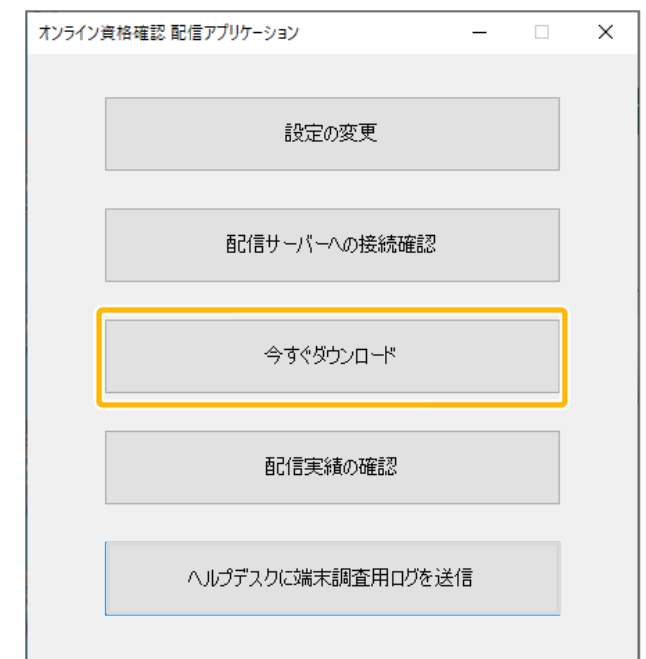 オンライン資格確認 配信アプリケーション
設定の変更
配信サーバーへの接続確認
今すぐダウンロード
配信実績の確認
ヘルプデスクに端末調査用ログを送信